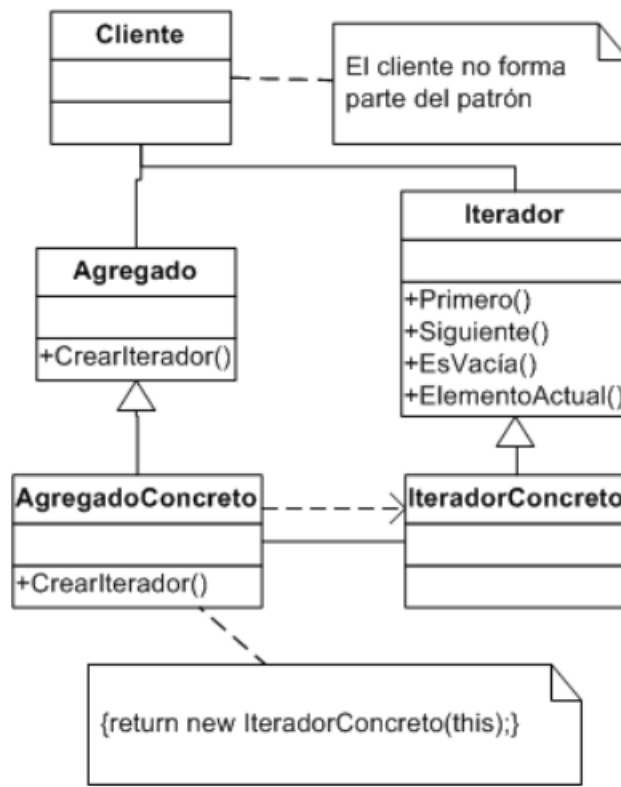 Cliente
El cliente no forma
parte del patrón
Iterador
+Primero()
+Siguiente()
+EsVacía()
+ElementoActual()
Agregado
+CrearIterador()
AgregadoConcreto
+CrearIterador()
IteradorConcreto
{return new IteradorConcreto(this);}